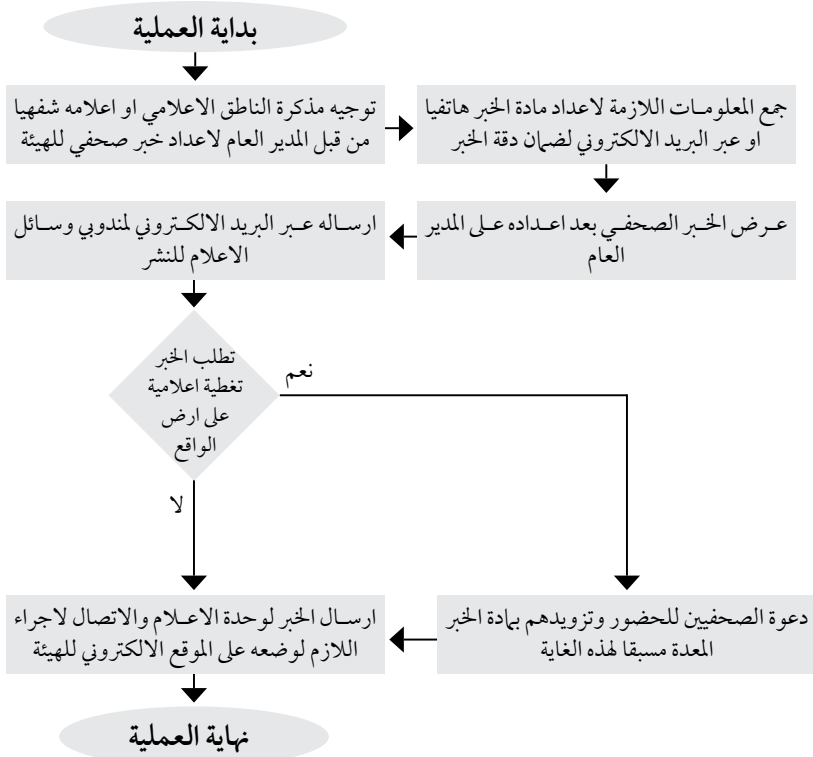 بداية العملية
توجيه مذكرة الناطق الاعلامي او اعلامه شفهيا
من قبل المدير العام لاعداد خبر صحفي للهيئة
جمع المعلومات اللازمة لاعداد مادة الخبر هاتفيا
او عبر البريد الالكتروني لضمان دقة الخبر
عرض الخبر الصحفي بعد اعداده على المدير
العام
ارساله عبر البريد الالكتروني لمندوبي وسائل
الاعلام للنشر
تطلب الخبر
تغطية اعلامية
على ارض
الواقع
نعم
لا
دعوة الصحفيين للحضور وتزويدهم بمادة الخبر
المعدة مسبقا لهذه الغاية
ارسال الخبر لوحدة الاعلام والاتصال لاجراء
اللازم لوضعه على الموقع الالكتروني للهيئة
نهاية العملية